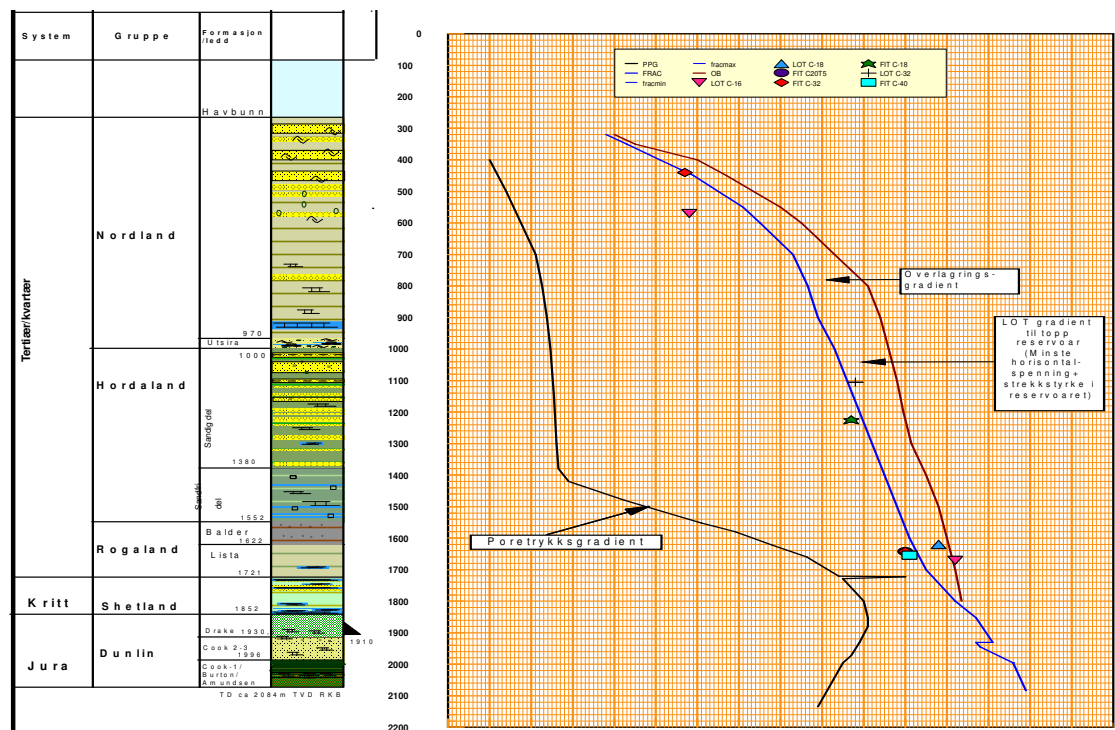 System
Gruppe
Formasjon
/ledd
Havbunn
Tertiær/kvartær
Nordland
970
Utsira
1000
Hordaland
Sandig del
1380
Sandfri
del
1552
Balder
1622
Rogaland
Lista
1721
Kritt
Shetland
1852
Drake 1930
1910
Jura
Dunlin
Cook 2-3
1996
Cook-1/
Burton/
Amundsen
TD ca 2084m TVD RKB
0
100
200
300
400
500
600
700
800
900
1000
1100
1200
1300
1400
1500
1600
1700
1800
1900
2000
2100
2200
PPG
fracmax
LOT C-18
FIT C-18
FRAC
OB
FIT C20T5
LOT C-32
fracmin
LOT C-16
FIT C-32
FIT C-40
Overlagrings-
gradient
LOT gradient
til topp
reservoar
(Minste
horisontal-
spenning+
strekkstyrke i
reservoaret)
Poretrykksgradient